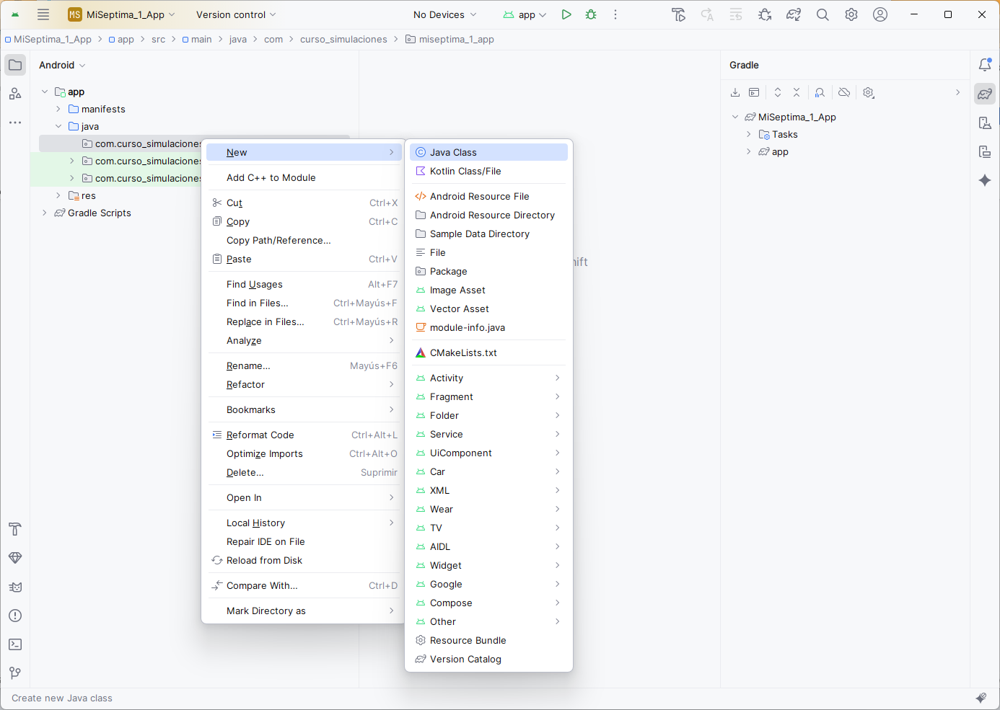 MS MiSeptima_1_App Version control No Devices app
MiSeptima_1_App app src main java com curso_simulaciones miseptima_1_app
Android
Gradle
app
manifests
java
com.curso_simulaciones
com.curso_simulaciones
com.curso_simulaciones
res
Gradle Scripts
New
Add C++ to Module
Cut Ctrl+X
Copy Ctrl+C
Copy Path/Reference...
Paste Ctrl+V
Find Usages Alt+F7
Find in Files... Ctrl+Mayús+F
Replace in Files... Ctrl+Mayús+R
Analyze
Rename... Mayús+F6
Refactor
Bookmarks
Reformat Code Ctrl+Alt+L
Optimize Imports Ctrl+Alt+O
Delete... Suprimir
Open In
Local History
Repair IDE on File
Reload from Disk
Compare With... Ctrl+D
Mark Directory as
Java Class
Kotlin Class/File
Android Resource File
Android Resource Directory
Sample Data Directory
File
Package
Image Asset
Vector Asset
module-info.java
CMakeLists.txt
Activity
Fragment
Folder
Service
UiComponent
Car
XML
Wear
TV
AIDL
Widget
Google
Compose
Other
Resource Bundle
Version Catalog
MiSeptima_1_App
Tasks
app
Create new Java class